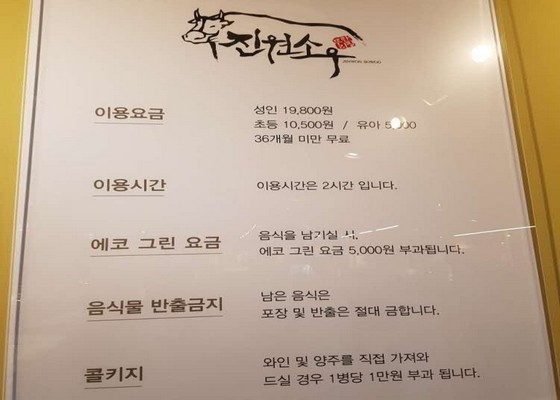 진원소우
이용요금
성인 19,800원
초등 10,500원 / 유아 5,000
36개월 미만 무료
이용시간
이용시간은 2시간 입니다.
에코 그린 요금
음식을 남기실 시,
에코 그린 요금 5,000원 부과됩니다.
음식물 반출금지
남은 음식은
포장 및 반출은 절대 금합니다.
콜키지
와인 및 양주를 직접 가져와
드실 경우 1병당 1만원 부과 됩니다.